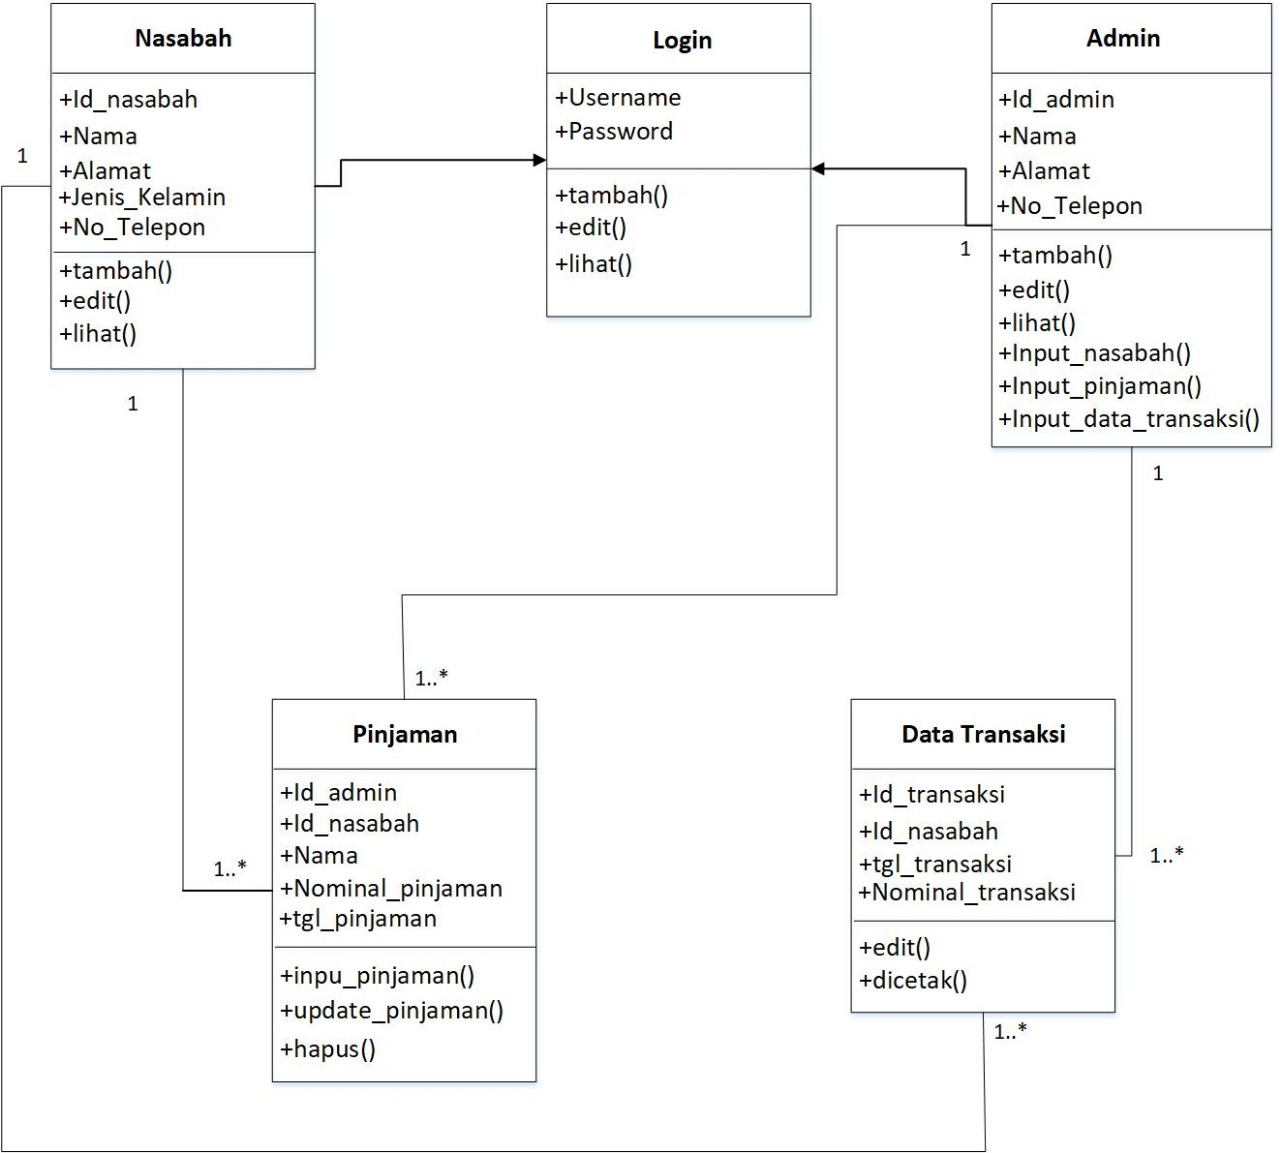 Nasabah
+Id_nasabah
+Nama
+Alamat
+Jenis_Kelamin
+No_Telepon
+tambah()
+edit()
+lihat()
1
1
Login
+Username
+Password
+tambah()
+edit()
+lihat()
Admin
+Id_admin
+Nama
+Alamat
+No_Telepon
+tambah()
+edit()
+lihat()
+Input_nasabah()
+Input_pinjaman()
+Input_data_transaksi()
1
1
1..*
1..*
Pinjaman
+Id_admin
+Id_nasabah
+Nama
+Nominal_pinjaman
+tgl_pinjaman
+inpu_pinjaman()
+update_pinjaman()
+hapus()
Data Transaksi
+Id_transaksi
+Id_nasabah
+tgl_transaksi
+Nominal_transaksi
+edit()
+dicetak()
1..*
1..*